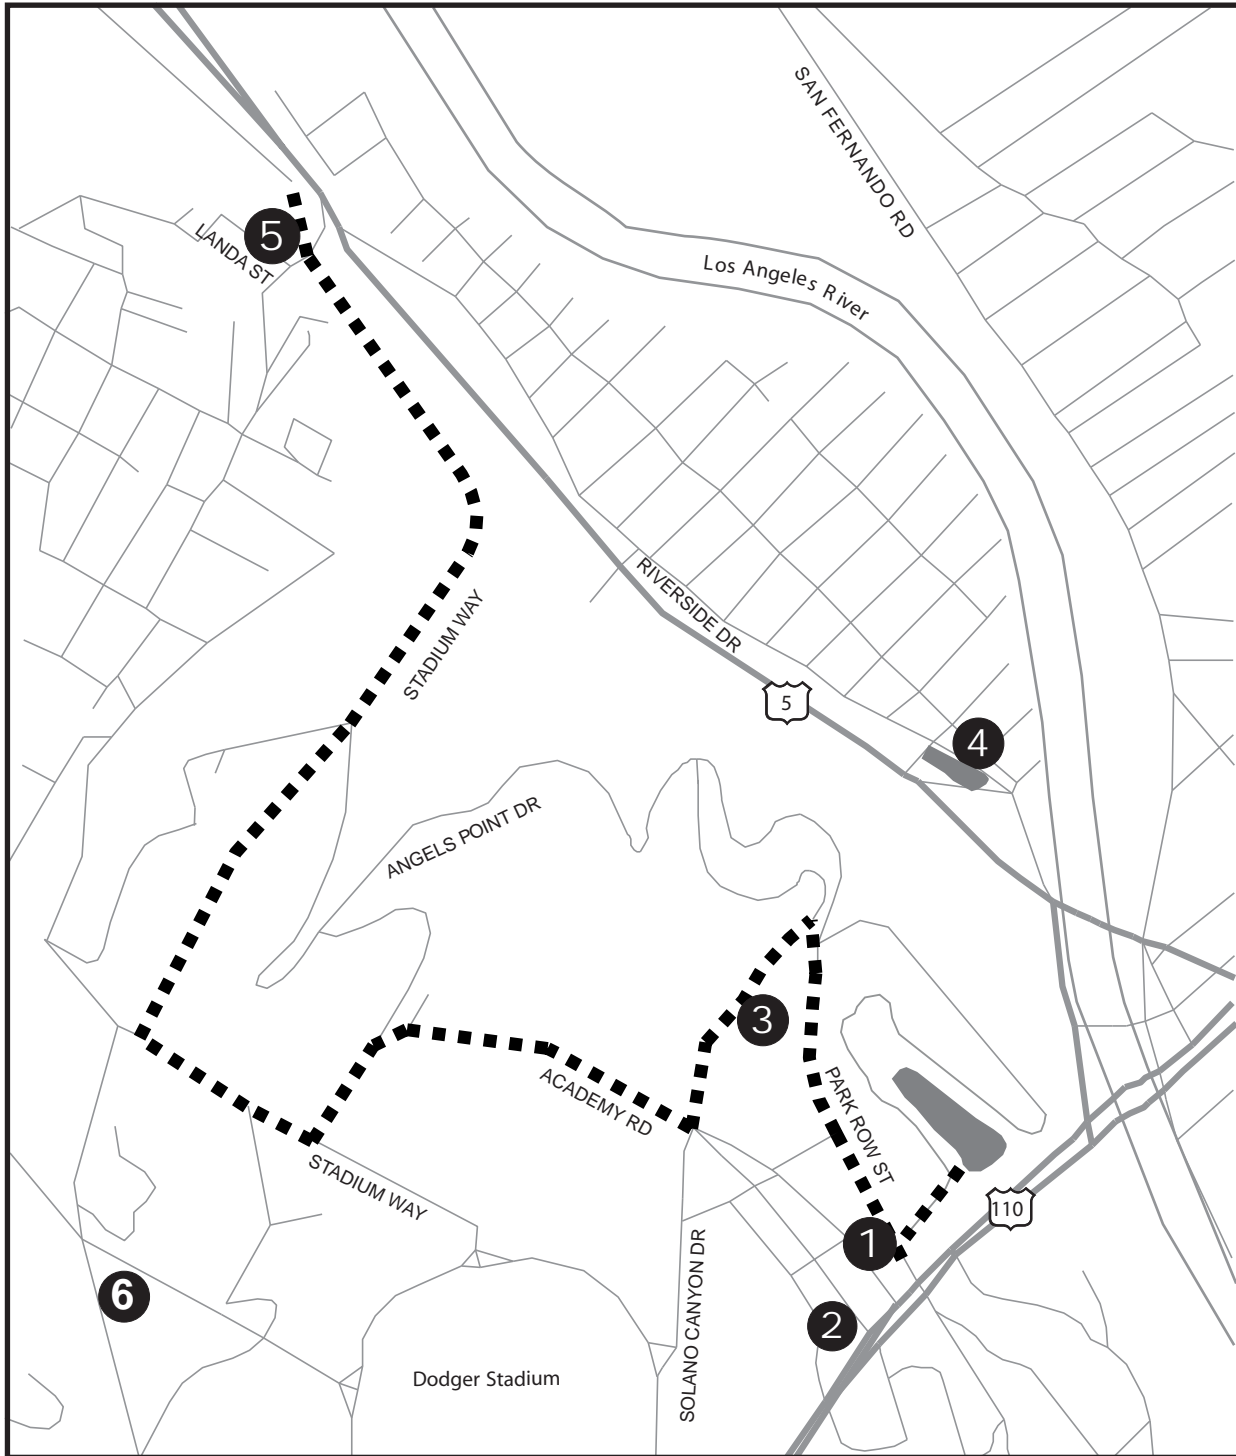 SAN FERNANDO RD
5
LANDA ST
Los Angeles River
RIVERSIDE DR
STADIUM WAY
5
4
ANGELS POINT DR
3
ACADEMY RD
PARK ROW ST
STADIUM WAY
110
1
SOLANO CANYON DR
6
2
Dodger Stadium